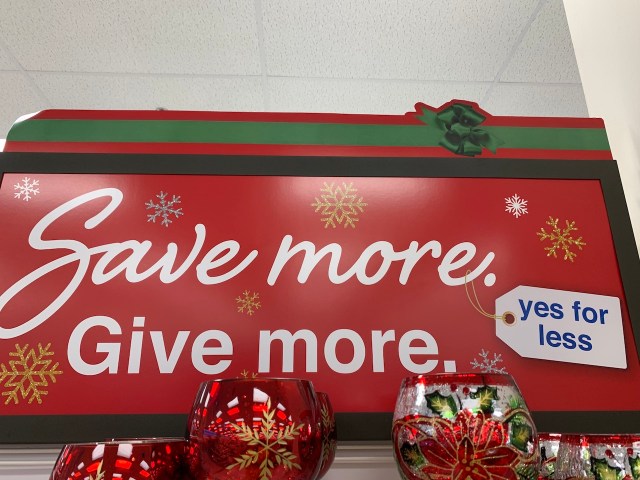 Save more.
Give more.
yes for
less